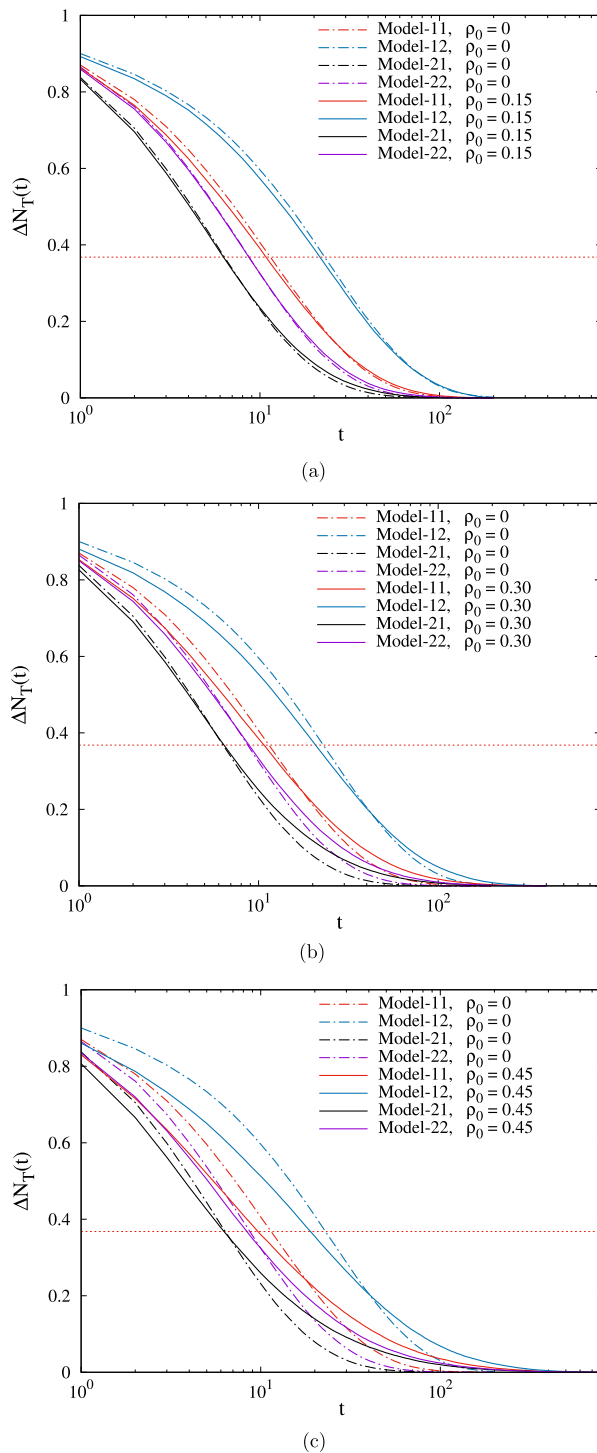 Model-11, ρ0 = 0
Model-12, ρ0 = 0
Model-21, ρ0 = 0
Model-22, ρ0 = 0
Model-11, ρ0 = 0.15
Model-12, ρ0 = 0.15
Model-21, ρ0 = 0.15
Model-22, ρ0 = 0.15
ΔN_T(t)
1
0.8
0.6
0.4
0.2
0
10^0 10^1 10^2
t
(a)
Model-11, ρ0 = 0
Model-12, ρ0 = 0
Model-21, ρ0 = 0
Model-22, ρ0 = 0
Model-11, ρ0 = 0.30
Model-12, ρ0 = 0.30
Model-21, ρ0 = 0.30
Model-22, ρ0 = 0.30
ΔN_T(t)
1
0.8
0.6
0.4
0.2
0
10^0 10^1 10^2
t
(b)
Model-11, ρ0 = 0
Model-12, ρ0 = 0
Model-21, ρ0 = 0
Model-22, ρ0 = 0
Model-11, ρ0 = 0.45
Model-12, ρ0 = 0.45
Model-21, ρ0 = 0.45
Model-22, ρ0 = 0.45
ΔN_T(t)
1
0.8
0.6
0.4
0.2
0
10^0 10^1 10^2
t
(c)